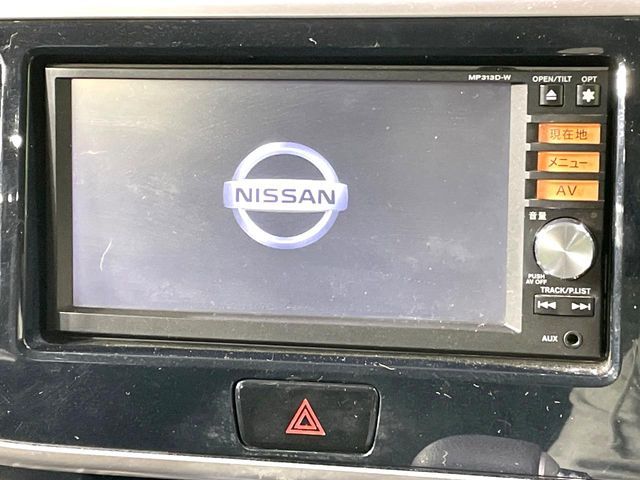 MP313D-W
OPEN/TILT OPT
現在地
メニュー
AV
NISSAN
音量
PUSH
AV OFF
TRACK/P.LIST
AUX